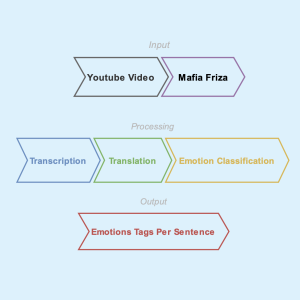 Input
Youtube Video
Mafia Friza
Processing
Transcription
Translation
Emotion Classification
Output
Emotions Tags Per Sentence